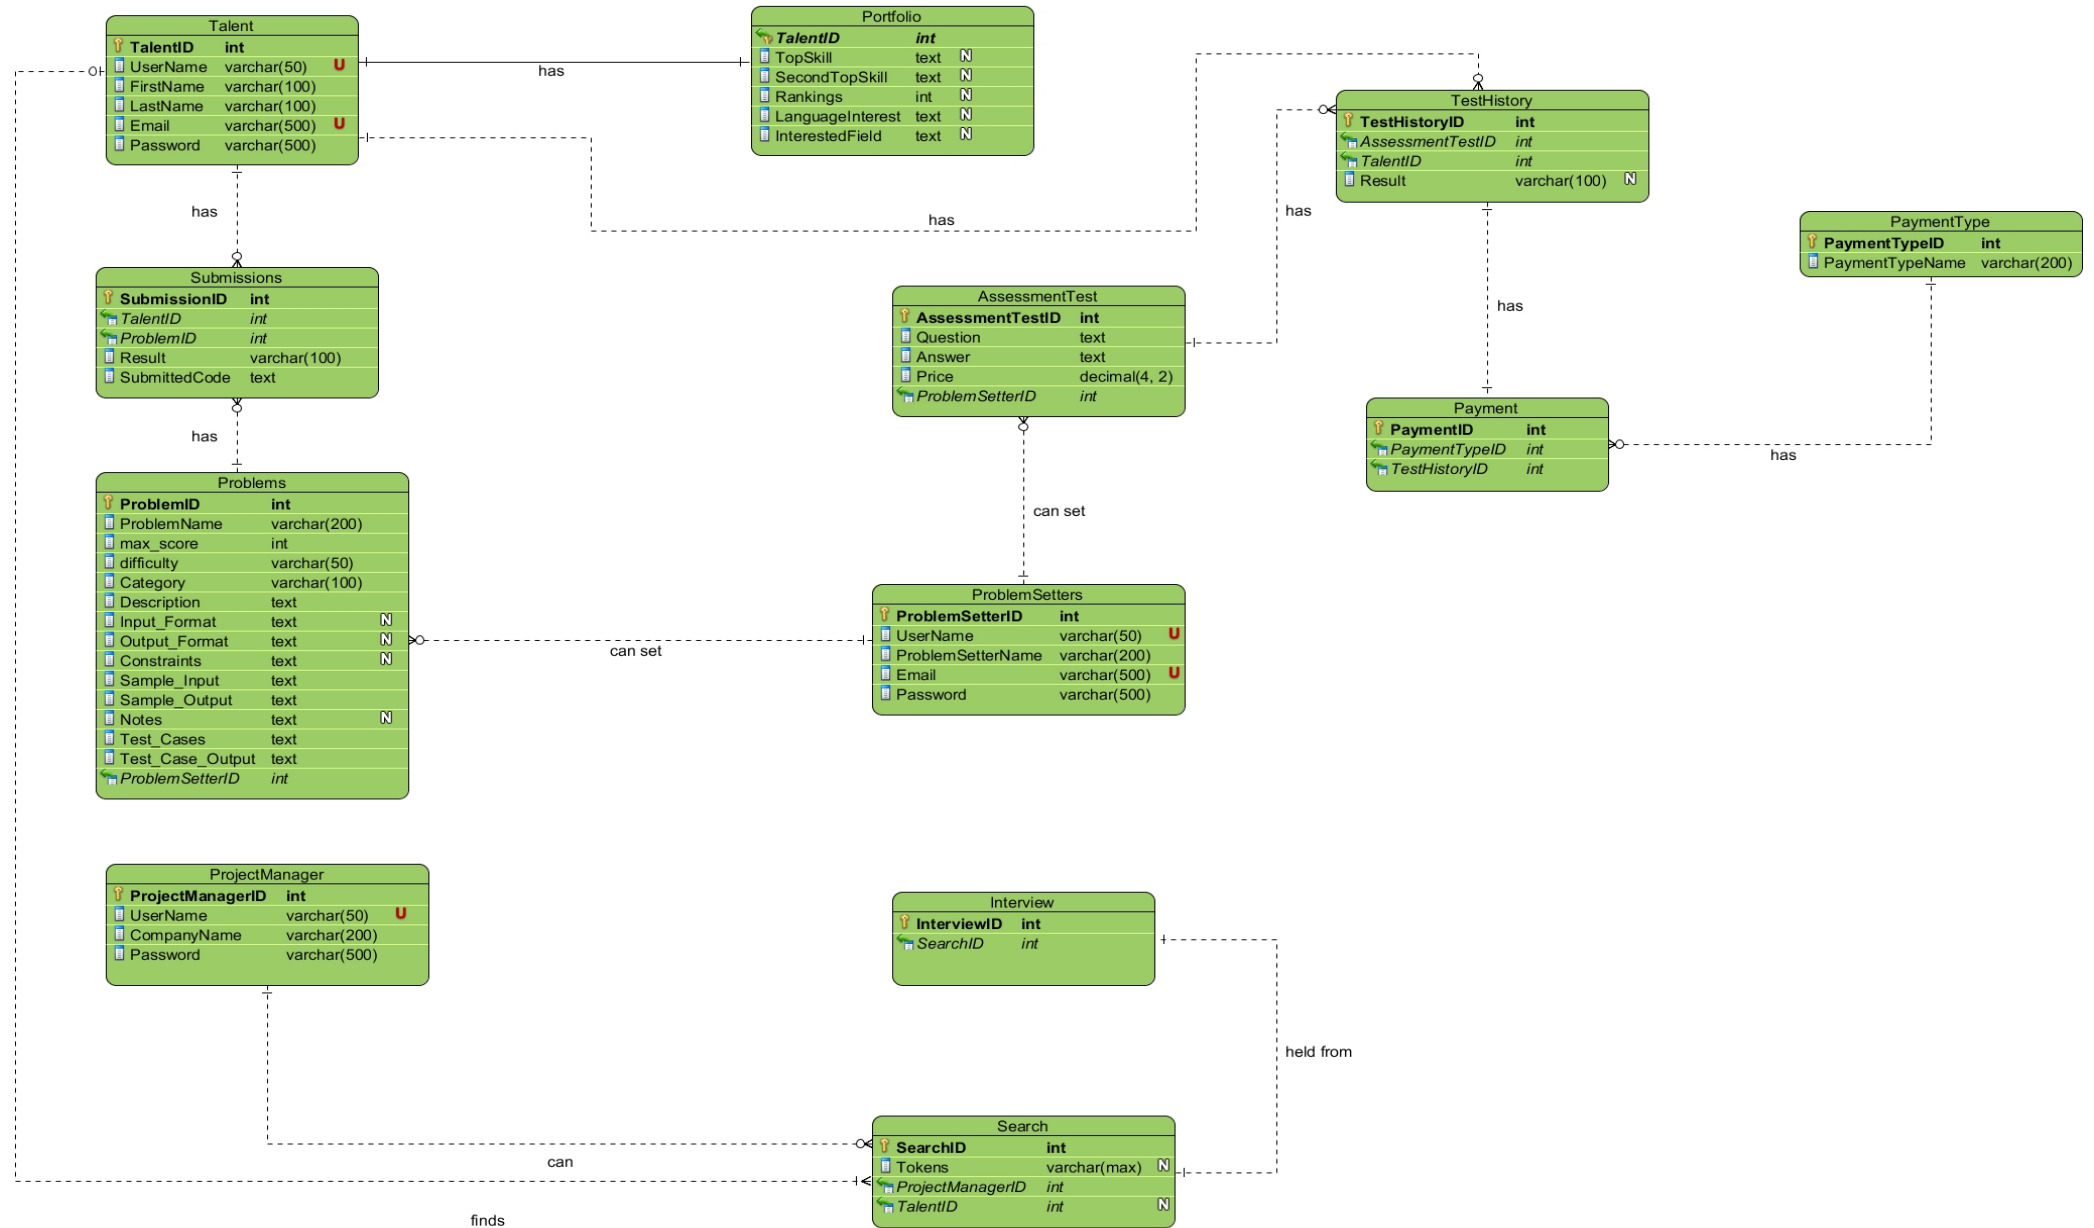 Talent
TalentID int
UserName varchar(50) U
FirstName varchar(100)
LastName varchar(100)
Email varchar(500) U
Password varchar(500)
has
Portfolio
TalentID int
TopSkill text N
SecondTopSkill text N
Rankings int N
LanguageInterest text N
InterestedField text N
has
has
TestHistory
TestHistoryID int
AssessmentTestID int
TalentID int
Result varchar(100) N
has
PaymentType
PaymentTypeID int
PaymentTypeName varchar(200)
has
Submissions
SubmissionID int
TalentID int
ProblemID int
Result varchar(100)
SubmittedCode text
has
AssessmentTest
AssessmentTestID int
Question text
Answer text
Price decimal(4, 2)
ProblemSetterID int
has
Payment
PaymentID int
PaymentTypeID int
TestHistoryID int
has
Problems
ProblemID int
ProblemName varchar(200)
max_score int
difficulty varchar(50)
Category varchar(100)
Description text
Input_Format text N
Output_Format text N
Constraints text N
Sample_Input text
Sample_Output text
Notes text N
Test_Cases text
Test_Case_Output text
ProblemSetterID int
can set
can set
ProblemSetters
ProblemSetterID int
UserName varchar(50) U
ProblemSetterName varchar(200)
Email varchar(500) U
Password varchar(500)
ProjectManager
ProjectManagerID int
UserName varchar(50) U
CompanyName varchar(200)
Password varchar(500)
Interview
InterviewID int
SearchID int
held from
can
Search
SearchID int
Tokens varchar(max) N
ProjectManagerID int
TalentID int N
finds